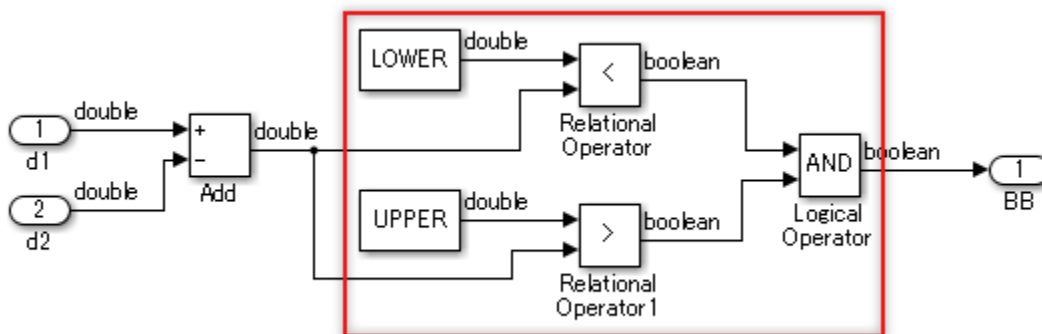 LOWER
double
<
boolean
Relational
Operator
double
1
d1
+
−
double
Add
double
2
d2
UPPER
double
>
boolean
Relational
Operator1
AND
boolean
Logical
Operator
1
BB